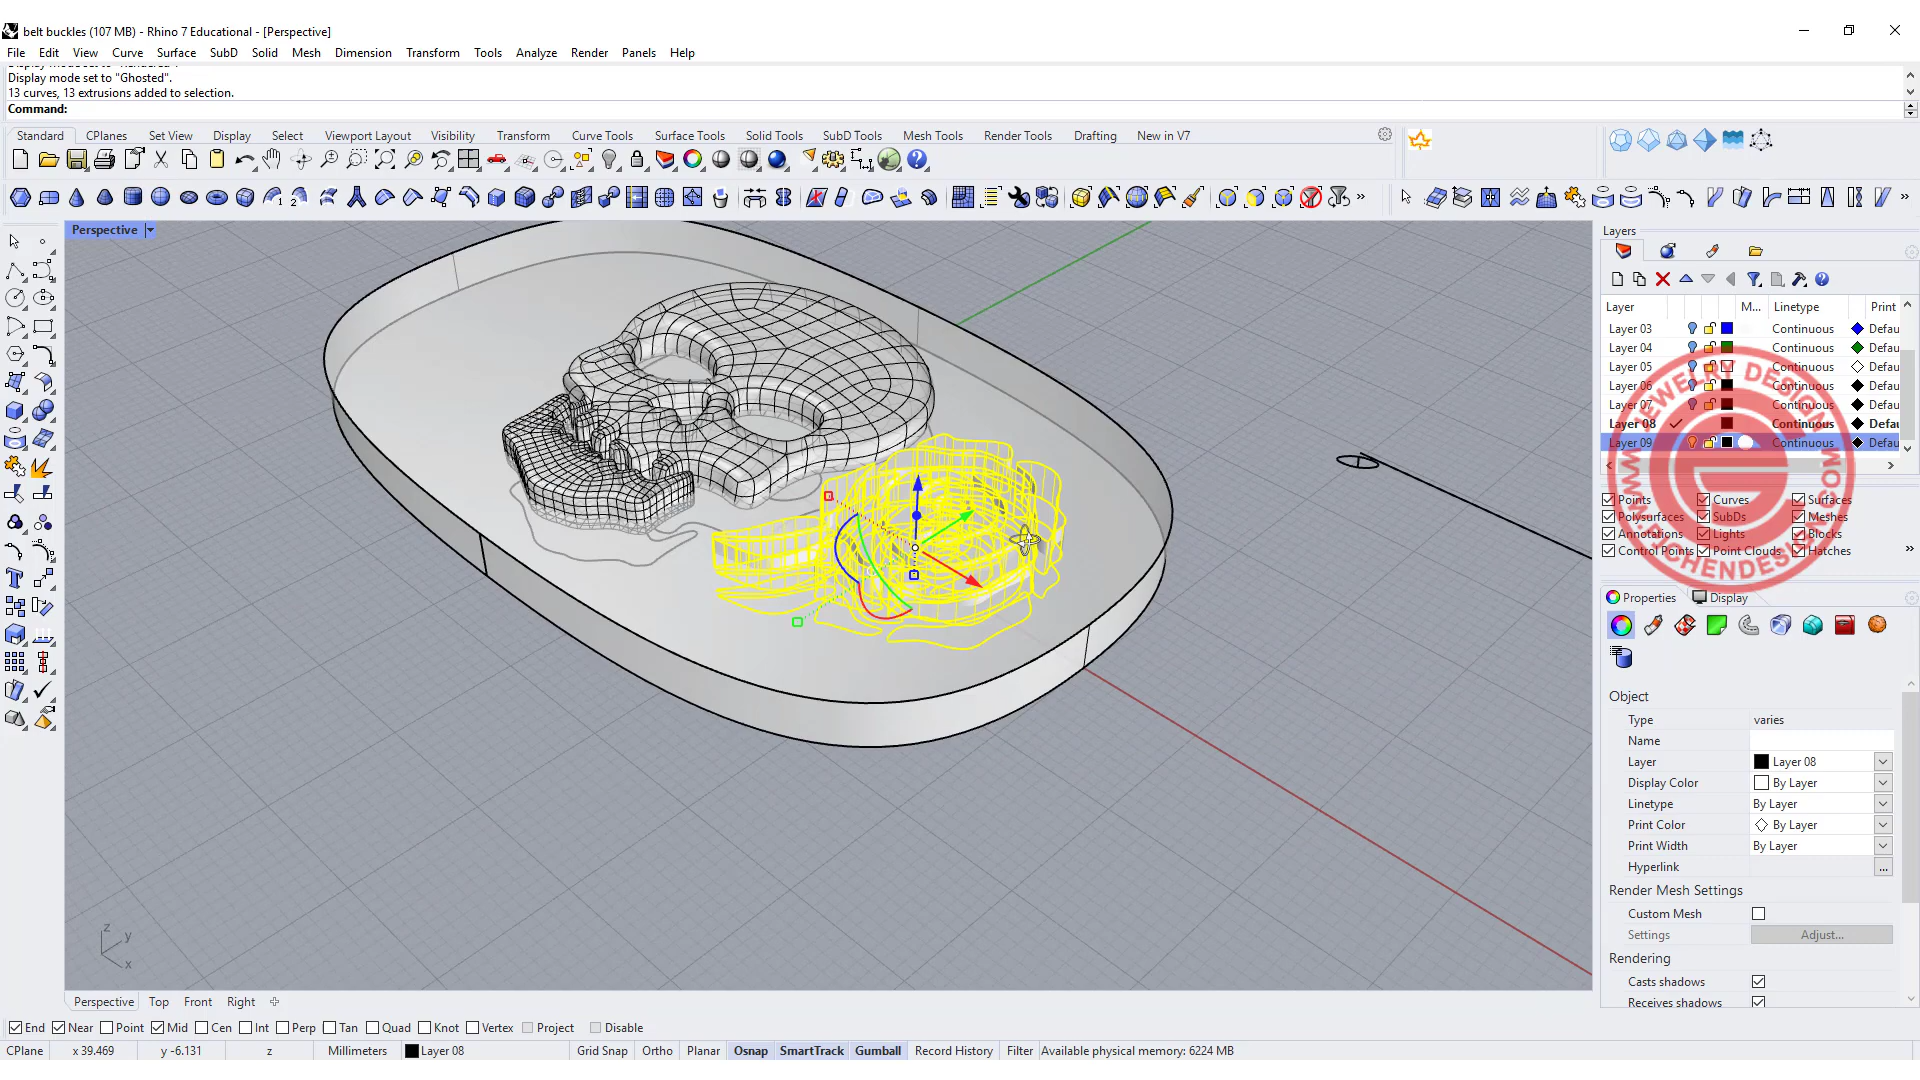 belt buckles (107 MB) - Rhino 7 Educational - [Perspective]
File Edit View Curve Surface SubD Solid Mesh Dimension Transform Tools Analyze Render Panels Help
Display mode set to "Ghosted".
13 curves, 13 extrusions added to selection.
Command:
Standard CPlanes Set View Display Select Viewport Layout Visibility Transform Curve Tools Surface Tools Solid Tools SubD Tools Mesh Tools Render Tools Drafting New in V7
Perspective
Layers
Layer M... Linetype Print
Layer 03 Continuous Defau
Layer 04 Continuous Defau
Layer 05 Continuous Defau
Layer 06 Continuous Defau
Layer 07 Continuous Defau
Layer 08 Continuous Defau
Layer 09 Continuous Defau
JEWELRY DESIGN
WWW.PJCHENDESIGN.COM
Points Curves Surfaces
Polysurfaces SubDs Meshes
Annotations Lights Blocks
Control Points Point Clouds Hatches
Properties Display
Object
Type varies
Name
Layer Layer 08
Display Color By Layer
Linetype By Layer
Print Color By Layer
Print Width By Layer
Hyperlink ...
Render Mesh Settings
Custom Mesh
Settings Adjust...
Rendering
Casts shadows
Receives shadows
z
y
x
Perspective Top Front Right
End Near Point Mid Cen Int Perp Tan Quad Knot Vertex Project Disable
CPlane x 39.469 y -6.131 z Millimeters Layer 08 Grid Snap Ortho Planar Osnap SmartTrack Gumball Record History Filter Available physical memory: 6224 MB